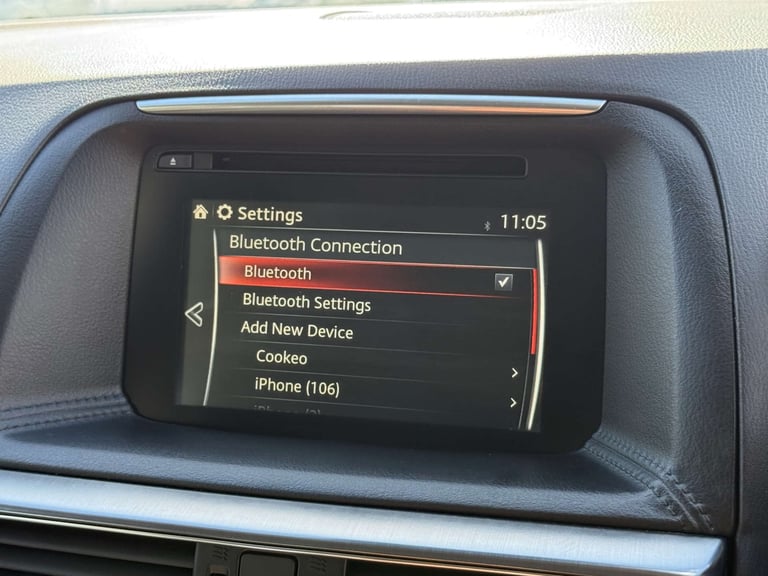 Settings
11:05
Bluetooth Connection
Bluetooth
Bluetooth Settings
Add New Device
Cookeo
iPhone (106)